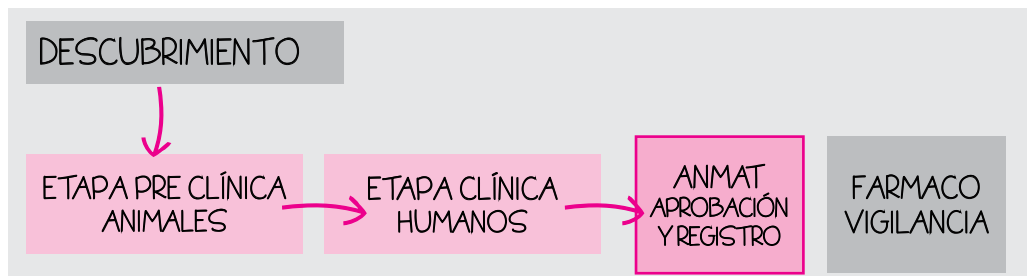 DESCUBRIMIENTO
ETAPA PRE CLÍNICA
ANIMALES
ETAPA CLÍNICA
HUMANOS
ANMAT
APROBACIÓN
Y REGISTRO
FARMACO
VIGILANCIA